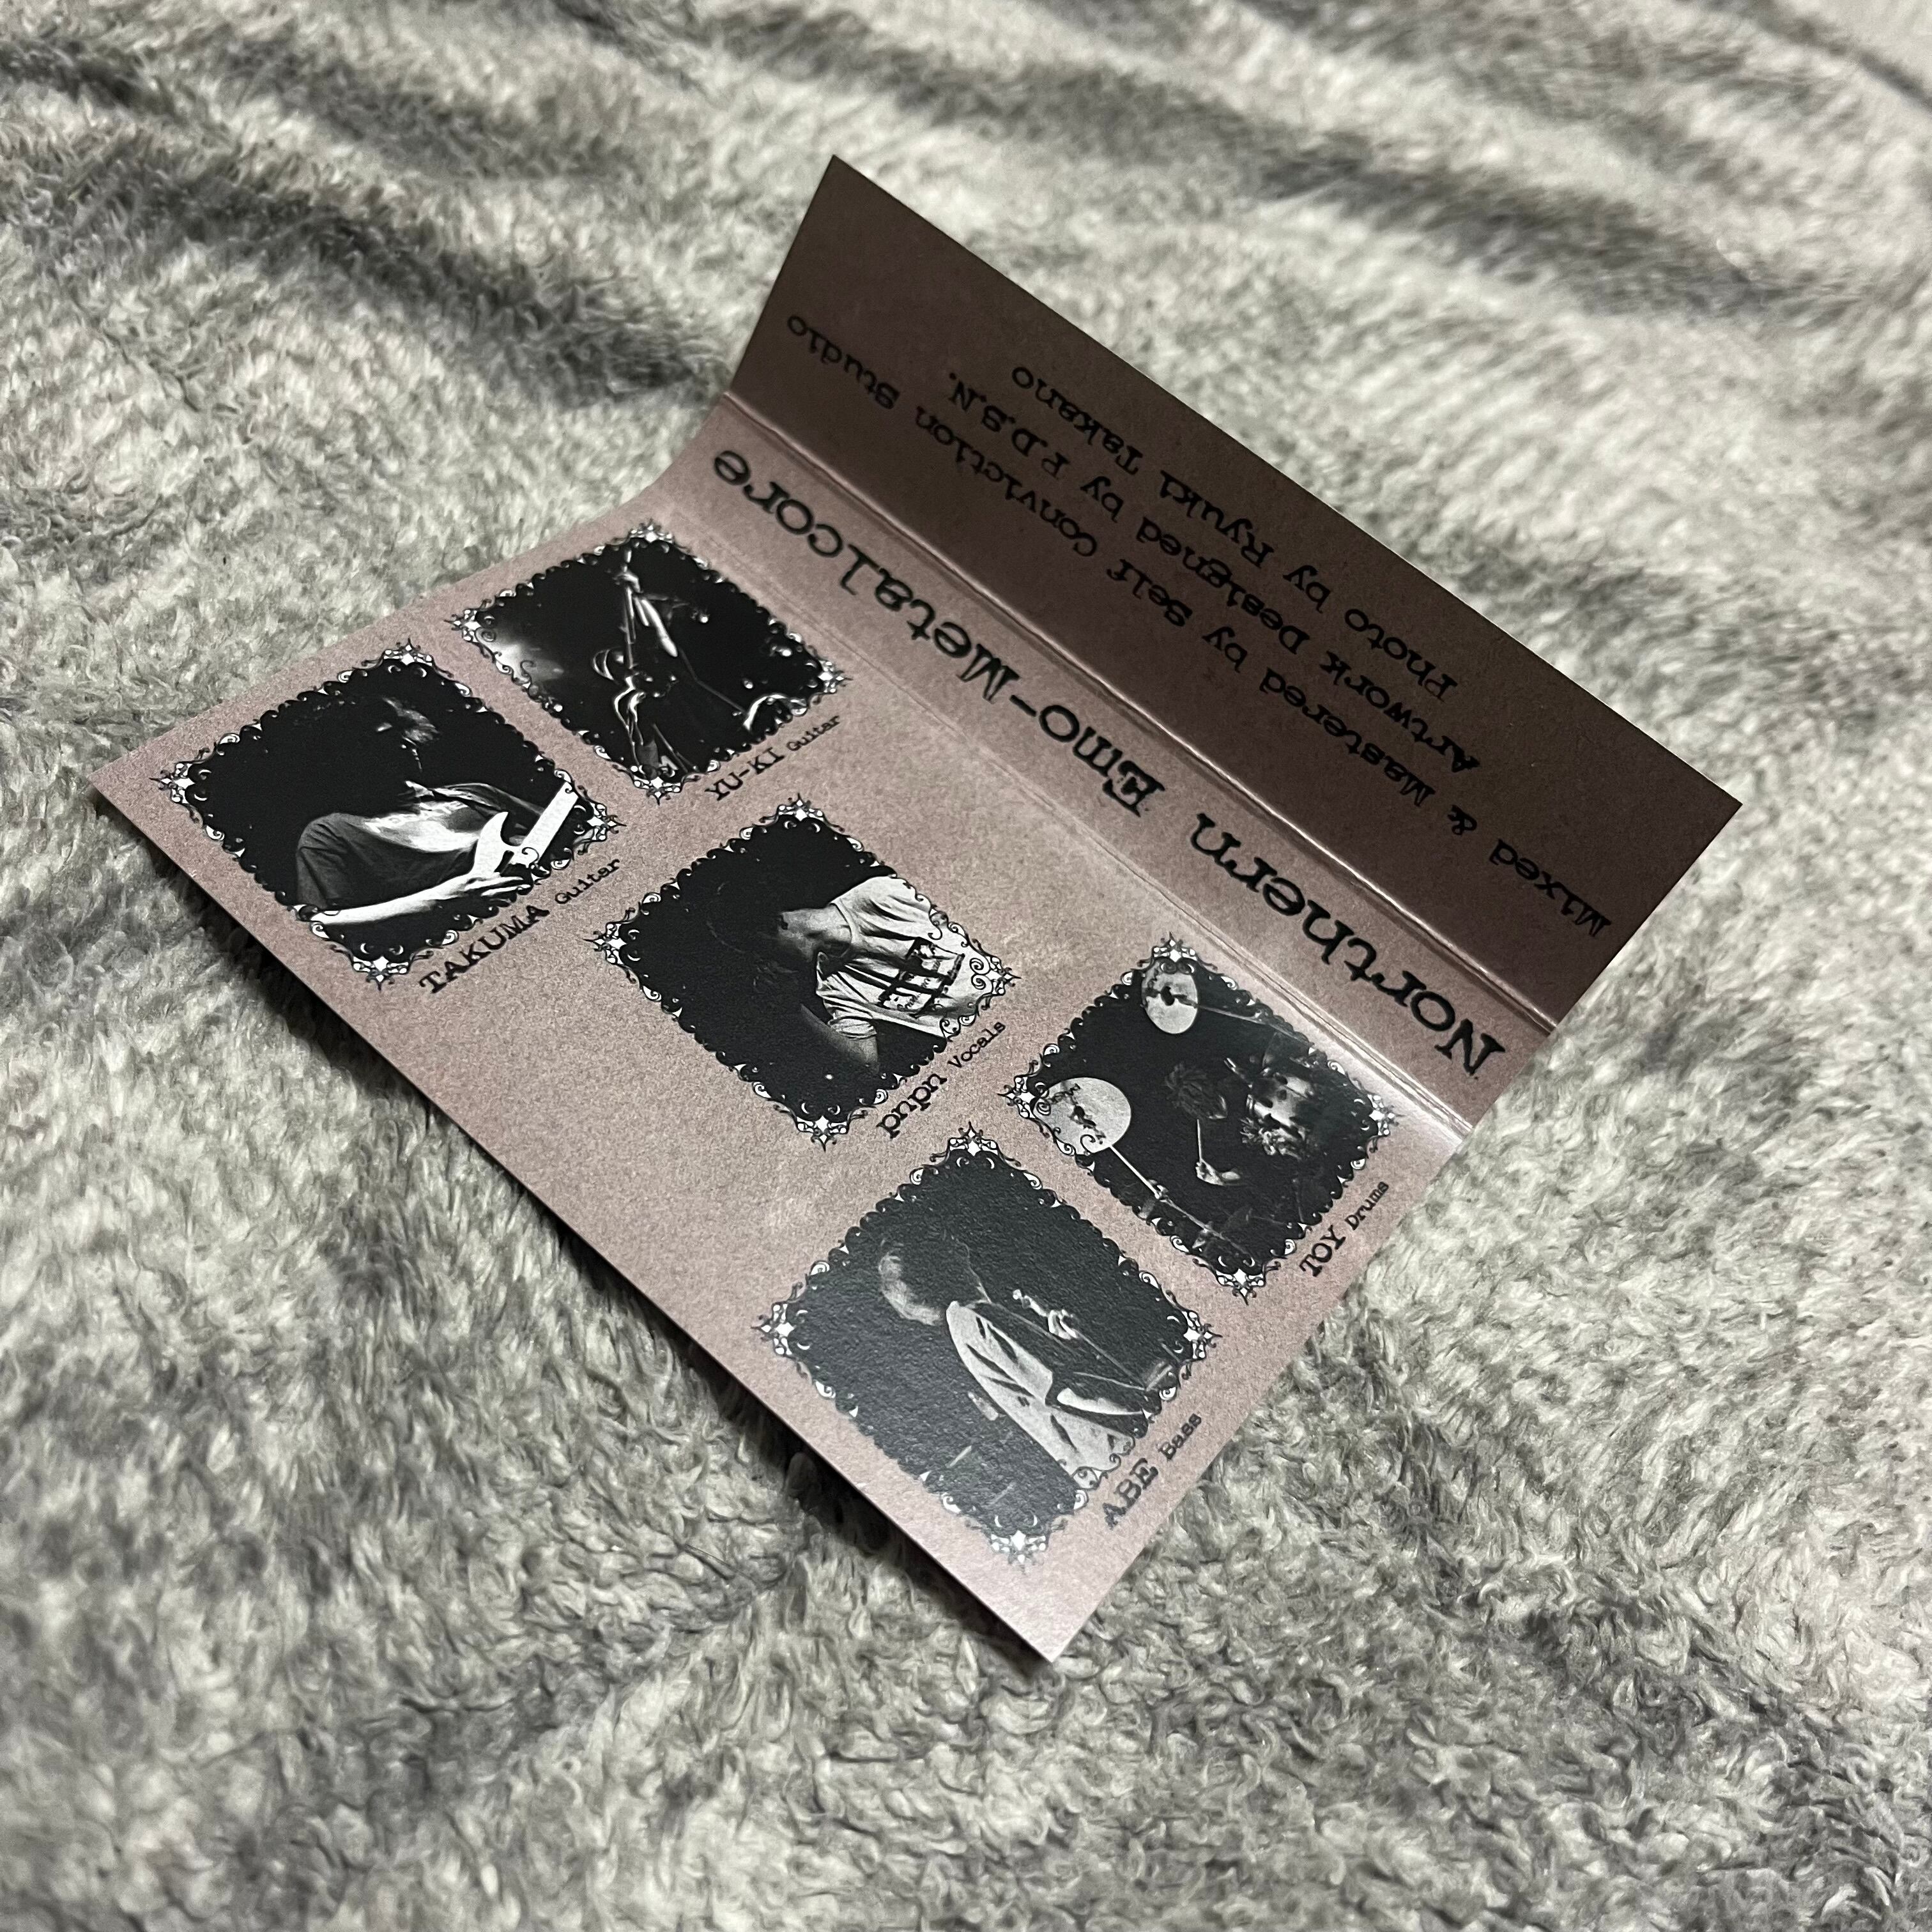 YU-KI Guitar
TAKUMA Guitar
pnpn Vocals
TOY Drums
ABE Bass
Northern Emo-Metalcore
Mixed & Mastered by Self Conviction Studio
Artwork Designed by F.D.S.N.
Photo by Ryuki Takano